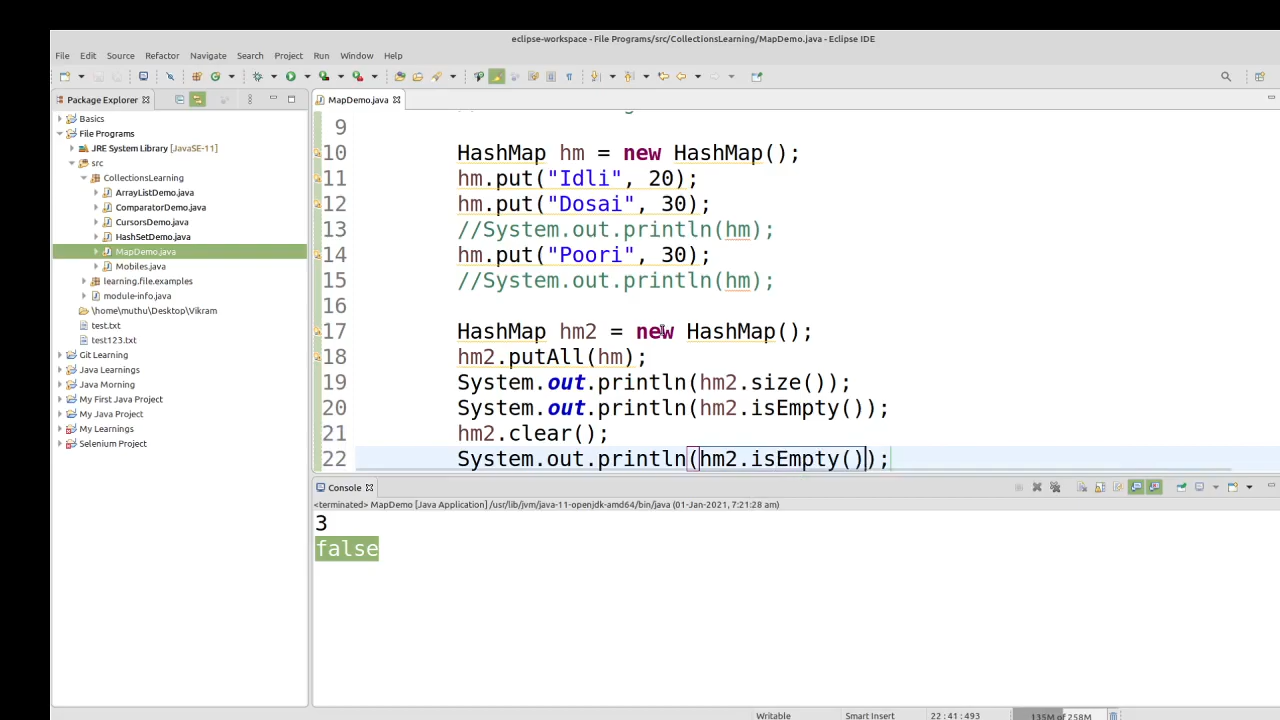 eclipse-workspace - File Programs/src/CollectionsLearning/MapDemo.java - Eclipse IDE
File Edit Source Refactor Navigate Search Project Run Window Help
Package Explorer
MapDemo.java
Basics
File Programs
JRE System Library [JavaSE-11]
src
CollectionsLearning
ArrayListDemo.java
ComparatorDemo.java
CursorsDemo.java
HashSetDemo.java
MapDemo.java
Mobiles.java
learning.file.examples
module-info.java
\home\muthu\Desktop\Vikram
test.txt
test123.txt
Git Learning
Java Learnings
Java Morning
My First Java Project
My Java Project
My Learnings
Selenium Project
9
10 HashMap hm = new HashMap();
11 hm.put("Idli", 20);
12 hm.put("Dosai", 30);
13 //System.out.println(hm);
14 hm.put("Poori", 30);
15 //System.out.println(hm);
16
17 HashMap hm2 = new HashMap();
18 hm2.putAll(hm);
19 System.out.println(hm2.size());
20 System.out.println(hm2.isEmpty());
21 hm2.clear();
22 System.out.println(hm2.isEmpty());
Console
<terminated> MapDemo [Java Application] /usr/lib/jvm/java-11-openjdk-amd64/bin/java (01-Jan-2021, 7:21:28 am)
3
false
Writable Smart Insert 22:41:493 135M of 258M